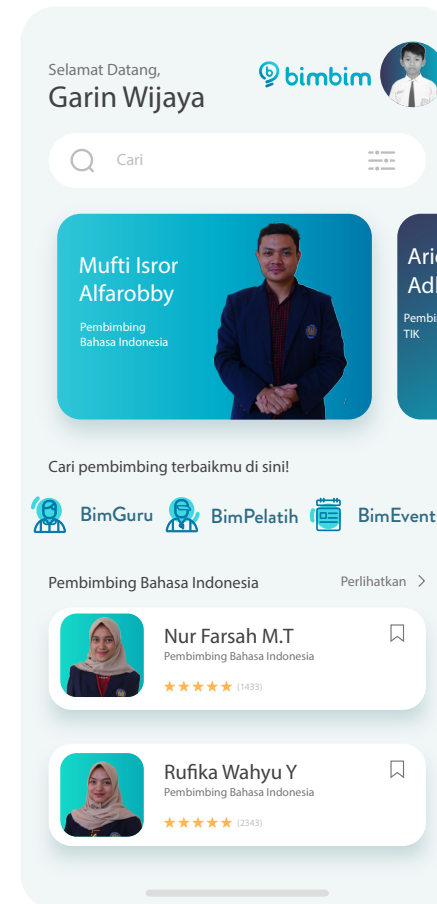 Selamat Datang,
Garin Wijaya
bimbim
Cari
Mufti Isror
Alfarobby
Pembimbing
Bahasa Indonesia
TIK
Cari pembimbing terbaikmu di sini!
BimGuru
BimPelatih
BimEvent
Pembimbing Bahasa Indonesia
Perlihatkan
Nur Farsah M.T
Pembimbing Bahasa Indonesia
(1433)
Rufika Wahyu Y
Pembimbing Bahasa Indonesia
(2343)